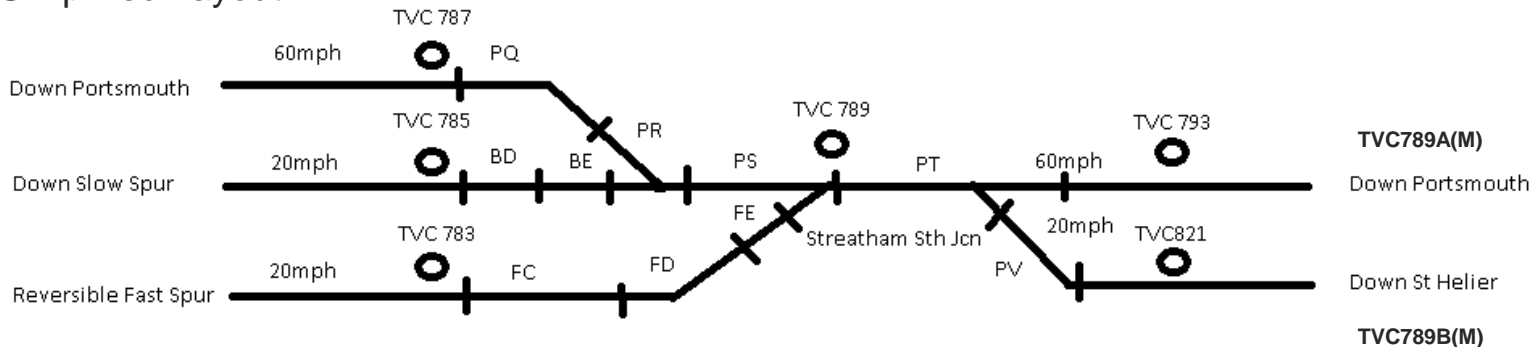 TVC 787
60mph
PQ
Down Portsmouth
TVC 789
TVC 793
TVC789A(M)
TVC 785
PR
20mph
BD
BE
PS
PT
60mph
Down Slow Spur
Down Portsmouth
TVC 783
FE
Streatham Sth Jcn
20mph
TVC821
20mph
FC
FD
PV
Reversible Fast Spur
Down St Helier
TVC789B(M)